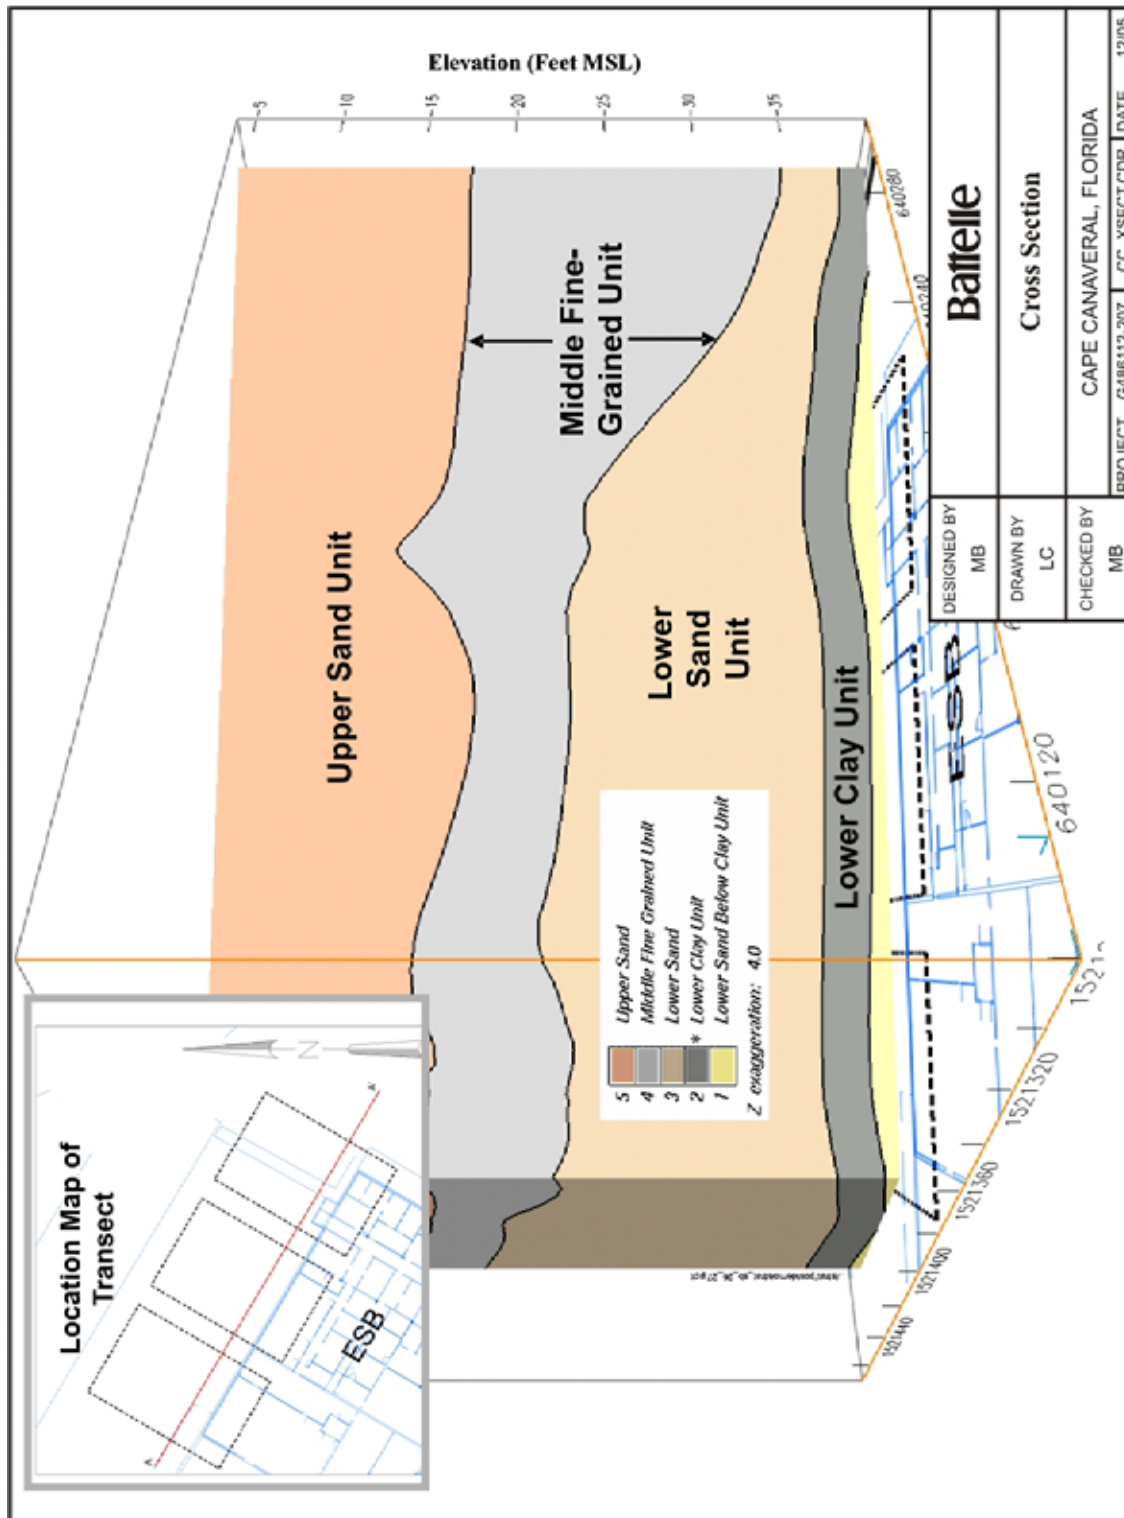 Location Map of
Transect
N
A
A'
ESB
Elevation (Feet MSL)
-5
-10
-15
-20
-25
-30
-35
Upper Sand Unit
Middle Fine-
Grained Unit
Lower
Sand
Unit
Lower Clay Unit
5 Upper Sand
4 Middle Fine Grained Unit
3 Lower Sand
2 * Lower Clay Unit
1 Lower Sand Below Clay Unit
Z exaggeration: 4.0
1521440
1521400
1521360
1521320
640120
640280
ESB
Battelle
Cross Section
CAPE CANAVERAL, FLORIDA
DESIGNED BY
MB
DRAWN BY
LC
CHECKED BY
MB
PROJECT
DATE